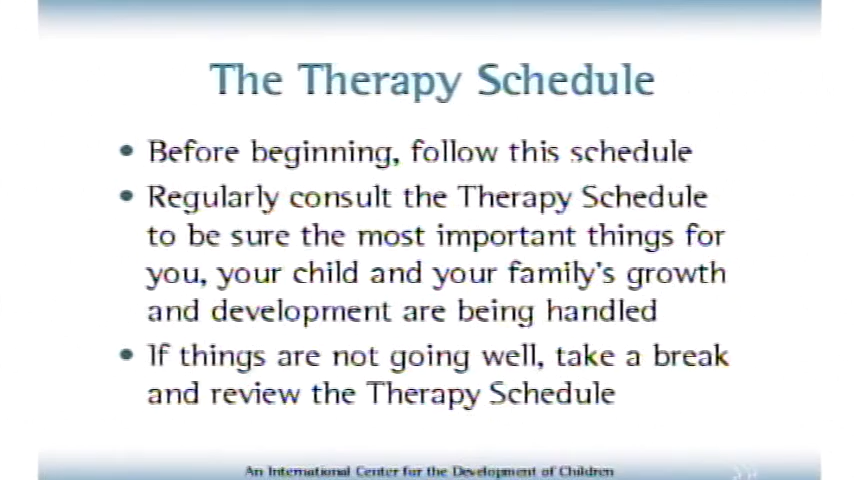 The Therapy Schedule
• Before beginning, follow this schedule
• Regularly consult the Therapy Schedule
to be sure the most important things for
you, your child and your family's growth
and development are being handled
• If things are not going well, take a break
and review the Therapy Schedule
An International Center for the Development of Children